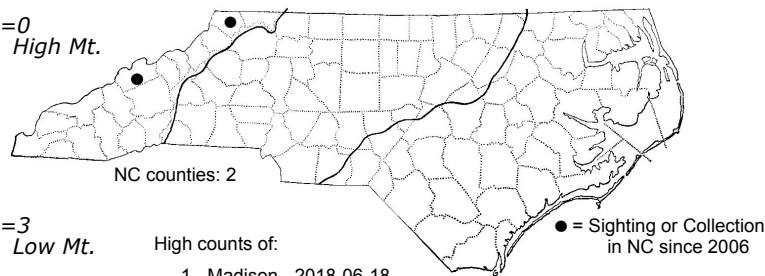 =0
High Mt.
NC counties: 2
=3
Low Mt.
High counts of:
● = Sighting or Collection
in NC since 2006
1 - Madison - 2018-06-18